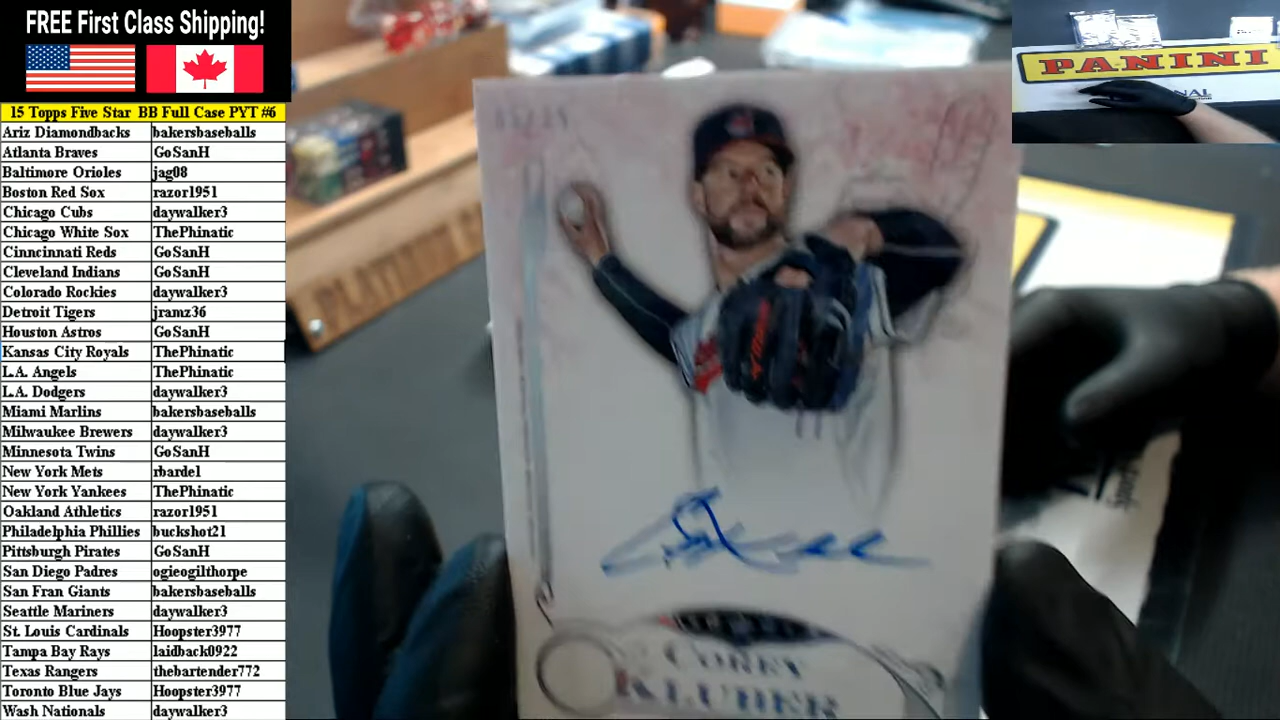 FREE First Class Shipping!
15 Topps Five Star BB Full Case PYT #6
Ariz Diamondbacks bakersbaseballs
Atlanta Braves GoSanH
Baltimore Orioles jag08
Boston Red Sox razor1951
Chicago Cubs daywalker3
Chicago White Sox ThePhinatic
Cinncinnati Reds GoSanH
Cleveland Indians GoSanH
Colorado Rockies daywalker3
Detroit Tigers jramz36
Houston Astros GoSanH
Kansas City Royals ThePhinatic
L.A. Angels ThePhinatic
L.A. Dodgers daywalker3
Miami Marlins bakersbaseballs
Milwaukee Brewers daywalker3
Minnesota Twins GoSanH
New York Mets rbarde1
New York Yankees ThePhinatic
Oakland Athletics razor1951
Philadelphia Phillies buckshot21
Pittsburgh Pirates GoSanH
San Diego Padres ogieogilthorpe
San Fran Giants bakersbaseballs
Seattle Mariners daywalker3
St. Louis Cardinals Hoopster3977
Tampa Bay Rays laidback0922
Texas Rangers thebartender772
Toronto Blue Jays Hoopster3977
Wash Nationals daywalker3
PANINI
COREY
KLUBER